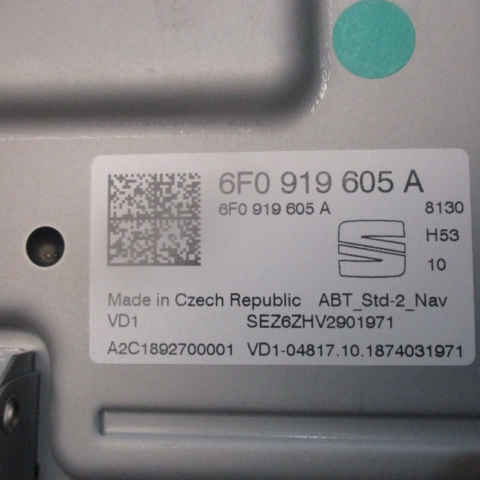 6F0 919 605 A
6F0 919 605 A 8130
H53
10
Made in Czech Republic ABT_Std-2_Nav
VD1 SEZ6ZHV2901971
A2C1892700001 VD1-04817.10.1874031971